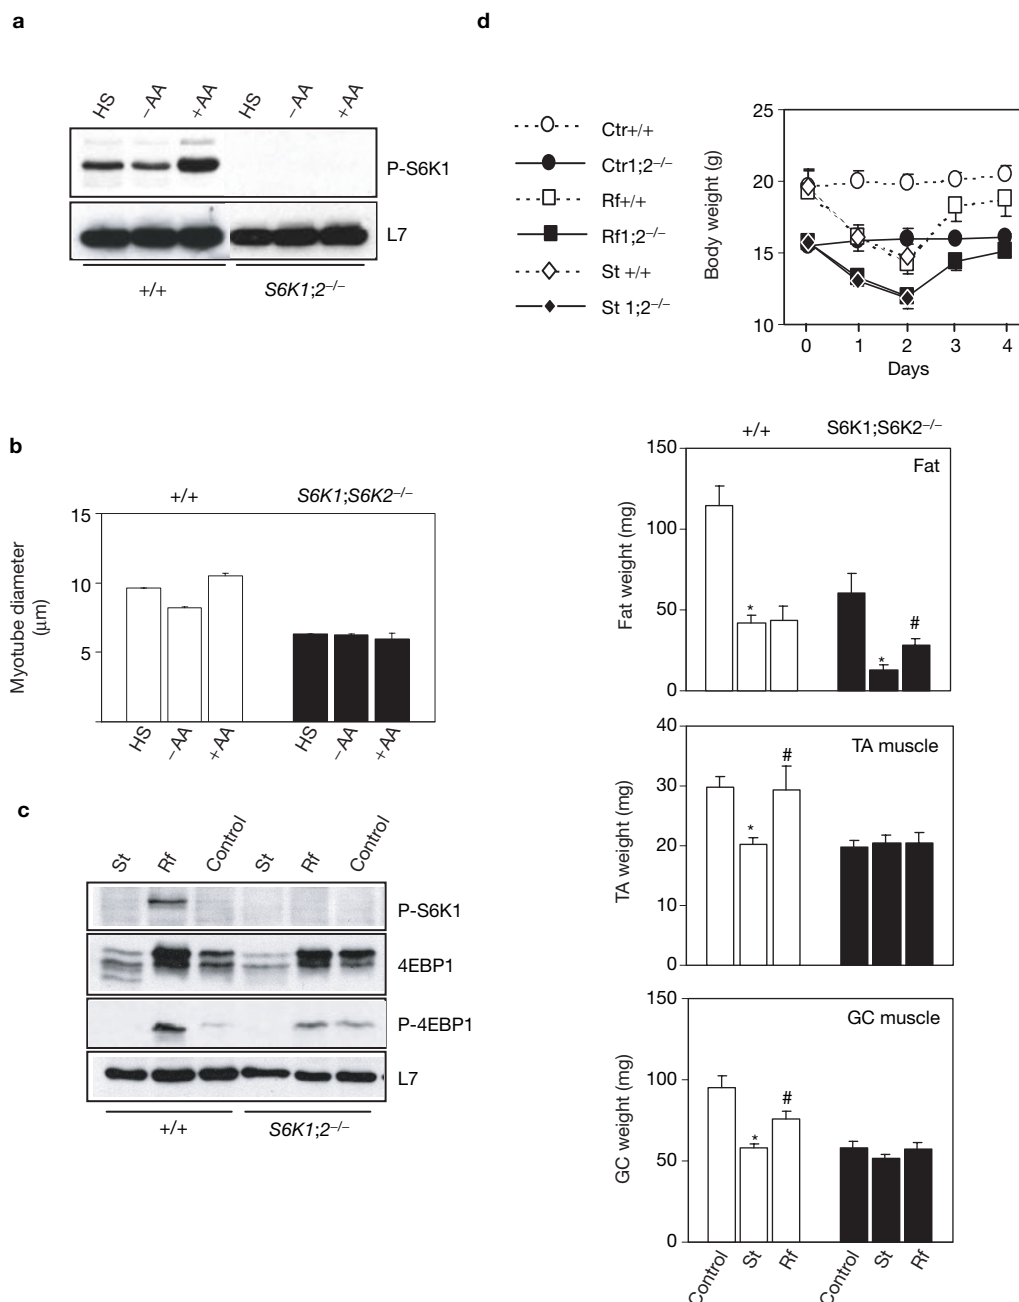 a
HS −AA +AA HS −AA +AA
P-S6K1
L7
+/+ S6K1;2−/−
b
+/+ S6K1;S6K2−/−
Myotube diameter
(μm)
15
10
5
HS −AA +AA HS −AA +AA
c
St Rf Control St Rf Control
P-S6K1
4EBP1
P-4EBP1
L7
+/+ S6K1;2−/−
d
Ctr+/+
Ctr1;2−/−
Rf+/+
Rf1;2−/−
St +/+
St 1;2−/−
Body weight (g)
25
20
15
10
0 1 2 3 4
Days
+/+ S6K1;S6K2−/−
Fat
Fat weight (mg)
150
100
50
0
* * #
TA muscle
TA weight (mg)
40
30
20
10
0
* #
GC muscle
GC weight (mg)
150
100
50
0
* #
Control St Rf Control St Rf